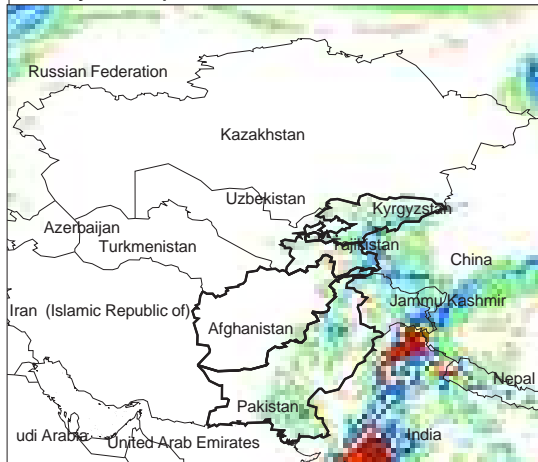 Russian Federation
Kazakhstan
Uzbekistan
Kyrgyzstan
Azerbaijan
Turkmenistan
Tajikistan
China
Iran (Islamic Republic of)
Jammu/Kashmir
Afghanistan
Nepal
Pakistan
udi Arabia
United Arab Emirates
India